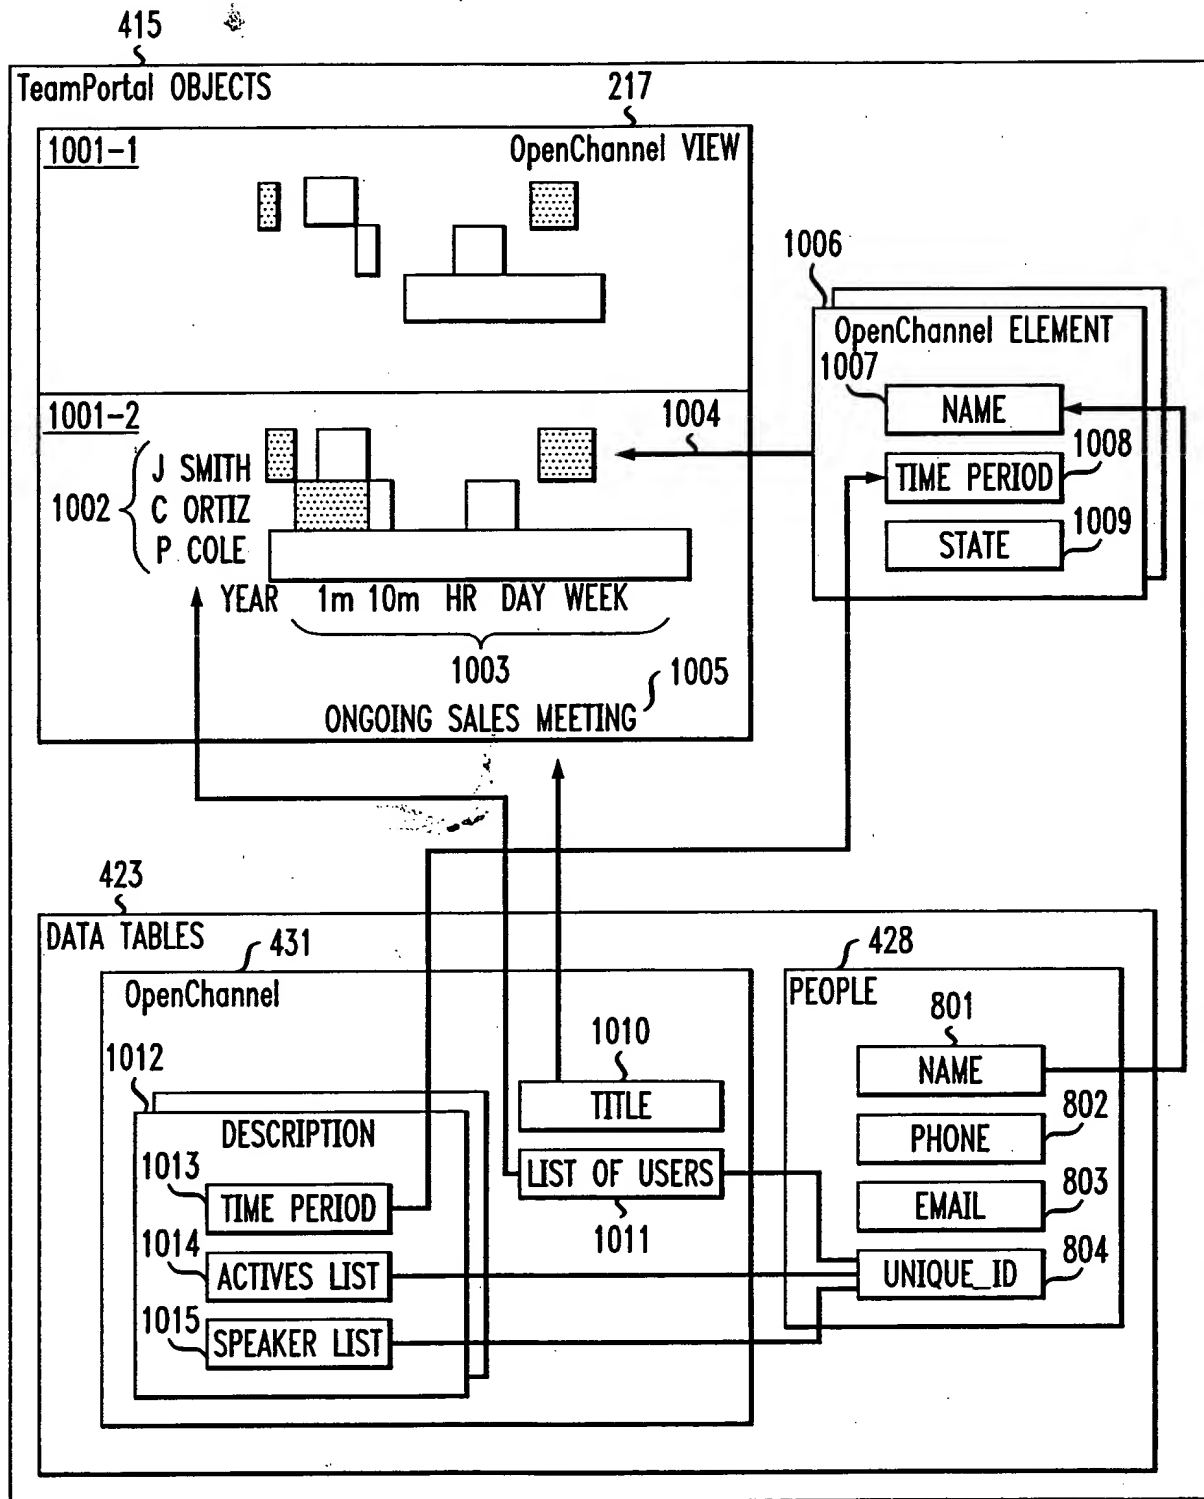 415
TeamPortal OBJECTS
217
1001-1
OpenChannel VIEW
1006
OpenChannel ELEMENT
1007
NAME
1008
TIME PERIOD
1009
STATE
1001-2
1004
1002
J SMITH
C ORTIZ
P COLE
YEAR 1m 10m HR DAY WEEK
1003
1005
ONGOING SALES MEETING
423
DATA TABLES
431
OpenChannel
428
PEOPLE
1010
TITLE
801
NAME
1012
DESCRIPTION
802
PHONE
1013
TIME PERIOD
LIST OF USERS
1011
803
EMAIL
1014
ACTIVES LIST
804
UNIQUE_ID
1015
SPEAKER LIST